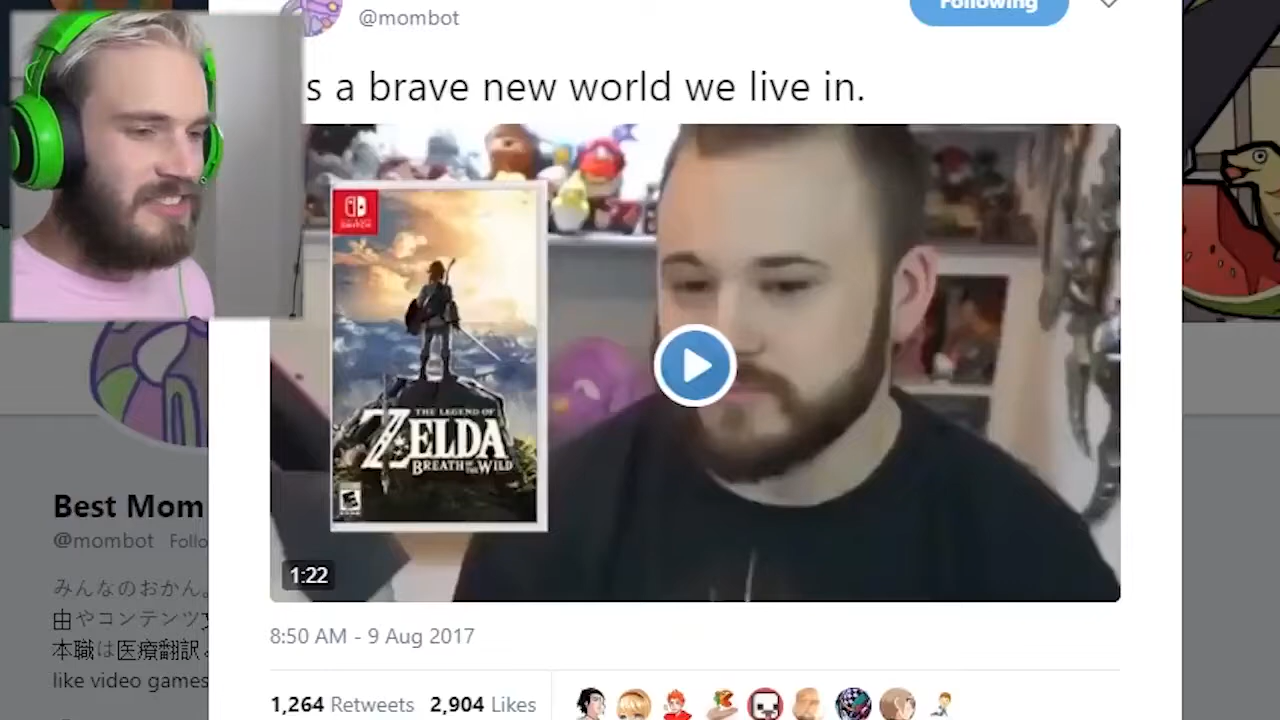 Following
@mombot
s a brave new world we live in.
SWITCH
THE LEGEND OF
ZELDA
BREATH OF THE WILD
E
1:22
Best Mom
@mombot Follo
みんなのおかん。
由やコンテンツ文
本職は医療翻訳
like video games
8:50 AM - 9 Aug 2017
1,264 Retweets 2,904 Likes